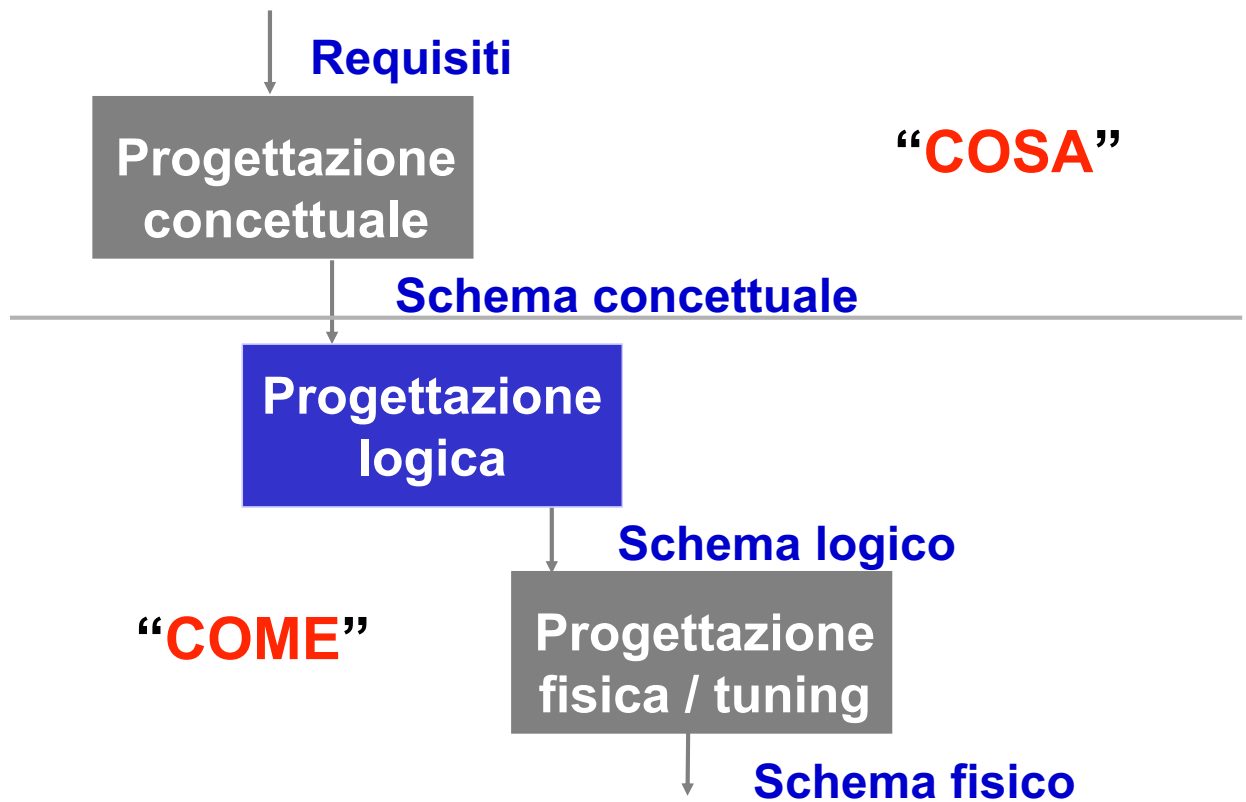 Requisiti
Progettazione
concettuale
“COSA”
Schema concettuale
Progettazione
logica
Schema logico
“COME”
Progettazione
fisica / tuning
Schema fisico